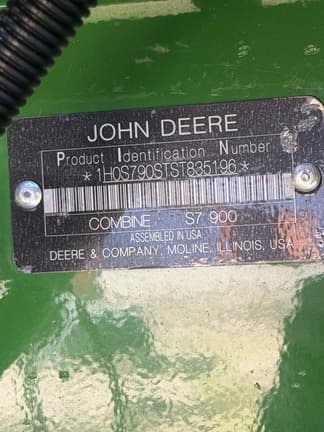 JOHN DEERE
Product Identification Number
*1H0S790STST835196*
COMBINE S7 900
ASSEMBLED IN USA
DEERE & COMPANY, MOLINE, ILLINOIS, USA